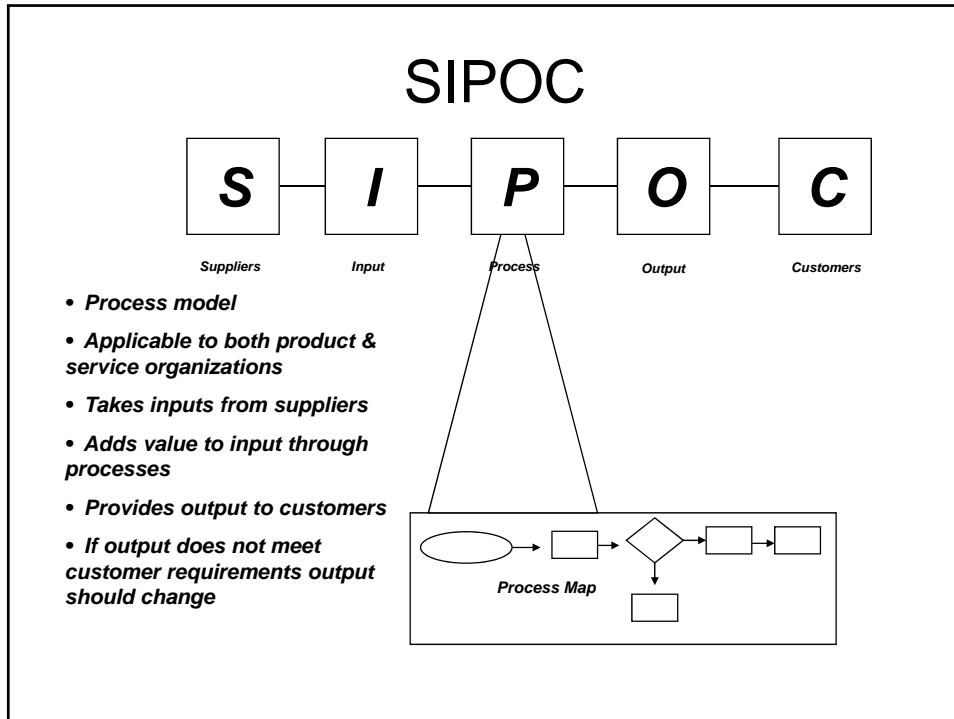 SIPOC
S I P O C
Suppliers Input Process Output Customers
• Process model
• Applicable to both product &
service organizations
• Takes inputs from suppliers
• Adds value to input through
processes
• Provides output to customers
• If output does not meet
customer requirements output
should change
Process Map